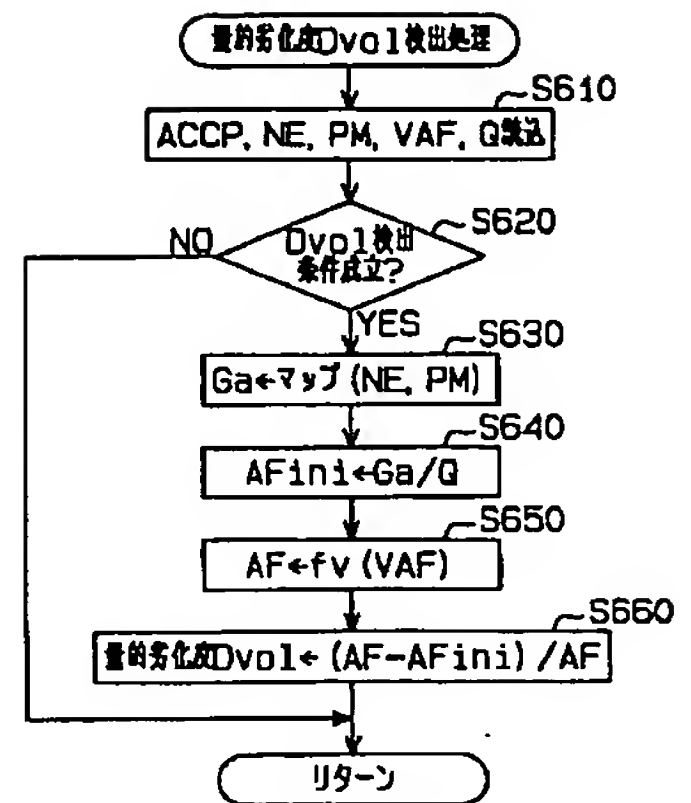 量的劣化度Dvol検出処理
S610
ACCP, NE, PM, VAF, Q読込
S620
NO
Dvol検出
条件成立?
YES
S630
Ga←マップ(NE, PM)
S640
AFini←Ga/Q
S650
AF←fv(VAF)
S660
量的劣化度Dvol←(AF-AFini)/AF
リターン